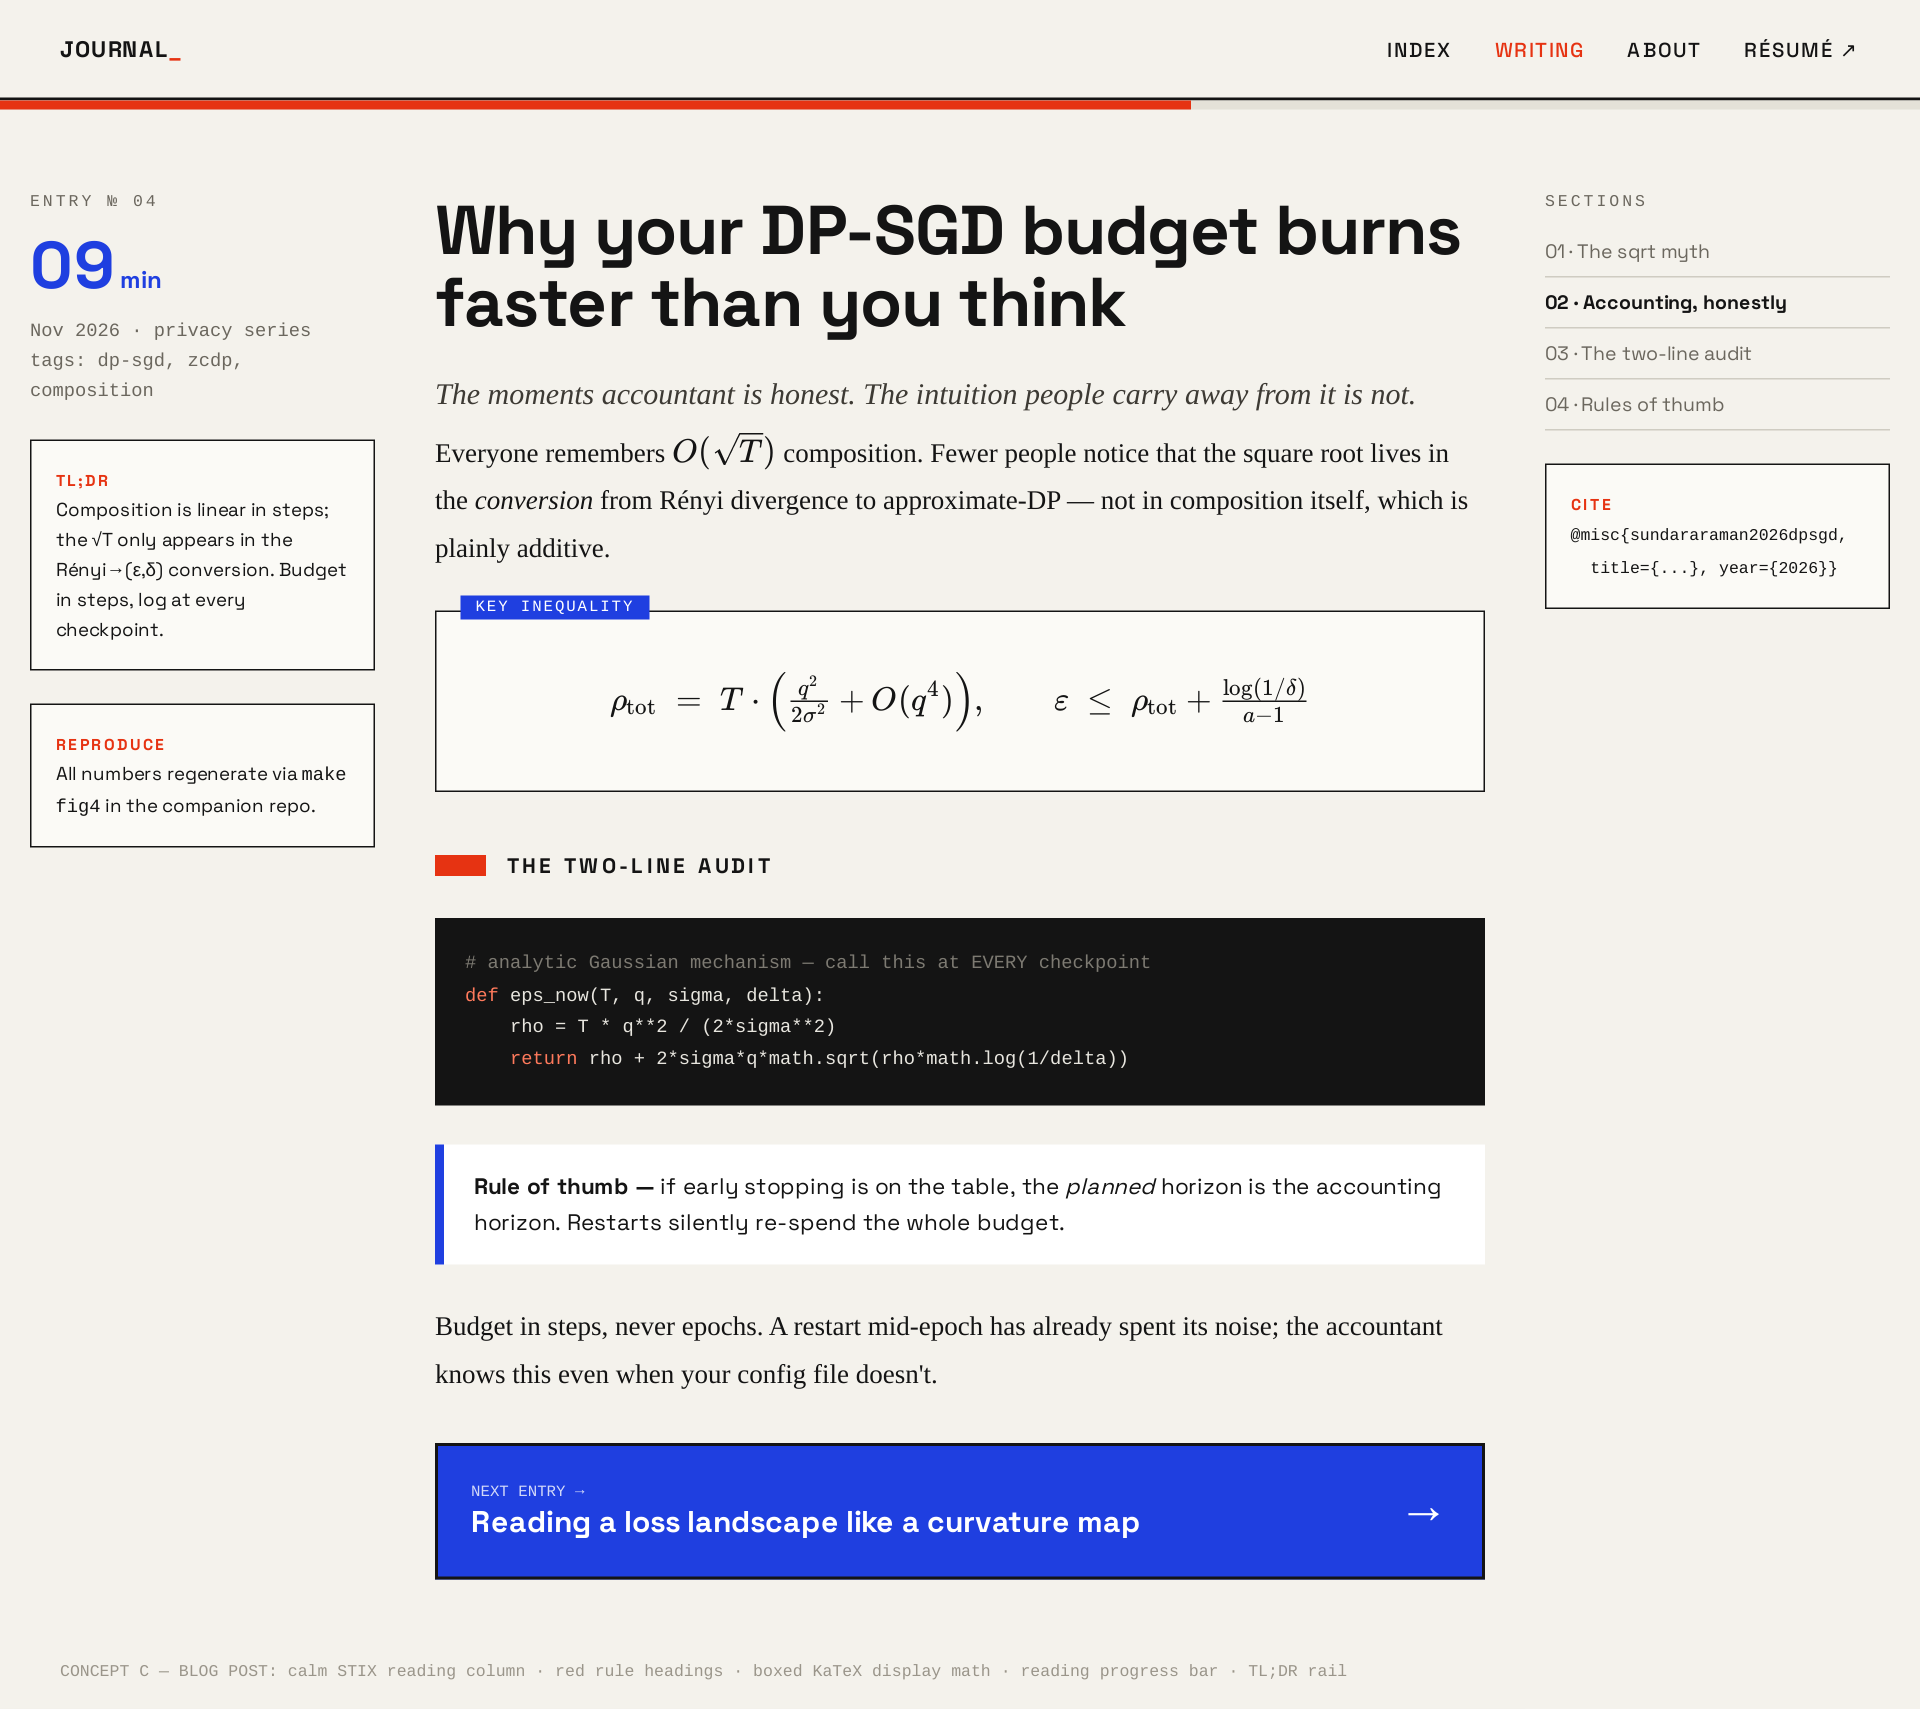 JOURNAL_
INDEX WRITING ABOUT RÉSUMÉ ↗
ENTRY № 04
09 min
Nov 2026 · privacy series
tags: dp-sgd, zcdp,
composition
TL;DR
Composition is linear in steps;
the √T only appears in the
Rényi→(ε,δ) conversion. Budget
in steps, log at every
checkpoint.
REPRODUCE
All numbers regenerate via make
fig4 in the companion repo.
Why your DP-SGD budget burns
faster than you think
The moments accountant is honest. The intuition people carry away from it is not.
Everyone remembers O(√T) composition. Fewer people notice that the square root lives in
the conversion from Rényi divergence to approximate-DP — not in composition itself, which is
plainly additive.
KEY INEQUALITY
ρ_tot = T · (q²/2σ² + O(q⁴)), ε ≤ ρ_tot + log(1/δ)/a−1
THE TWO-LINE AUDIT
# analytic Gaussian mechanism — call this at EVERY checkpoint
def eps_now(T, q, sigma, delta):
    rho = T * q**2 / (2*sigma**2)
    return rho + 2*sigma*q*math.sqrt(rho*math.log(1/delta))
Rule of thumb — if early stopping is on the table, the planned horizon is the accounting
horizon. Restarts silently re-spend the whole budget.
Budget in steps, never epochs. A restart mid-epoch has already spent its noise; the accountant
knows this even when your config file doesn't.
NEXT ENTRY →
Reading a loss landscape like a curvature map →
SECTIONS
01 · The sqrt myth
02 · Accounting, honestly
03 · The two-line audit
04 · Rules of thumb
CITE
@misc{sundararaman2026dpsgd,
  title={...}, year={2026}}
CONCEPT C — BLOG POST: calm STIX reading column · red rule headings · boxed KaTeX display math · reading progress bar · TL;DR rail